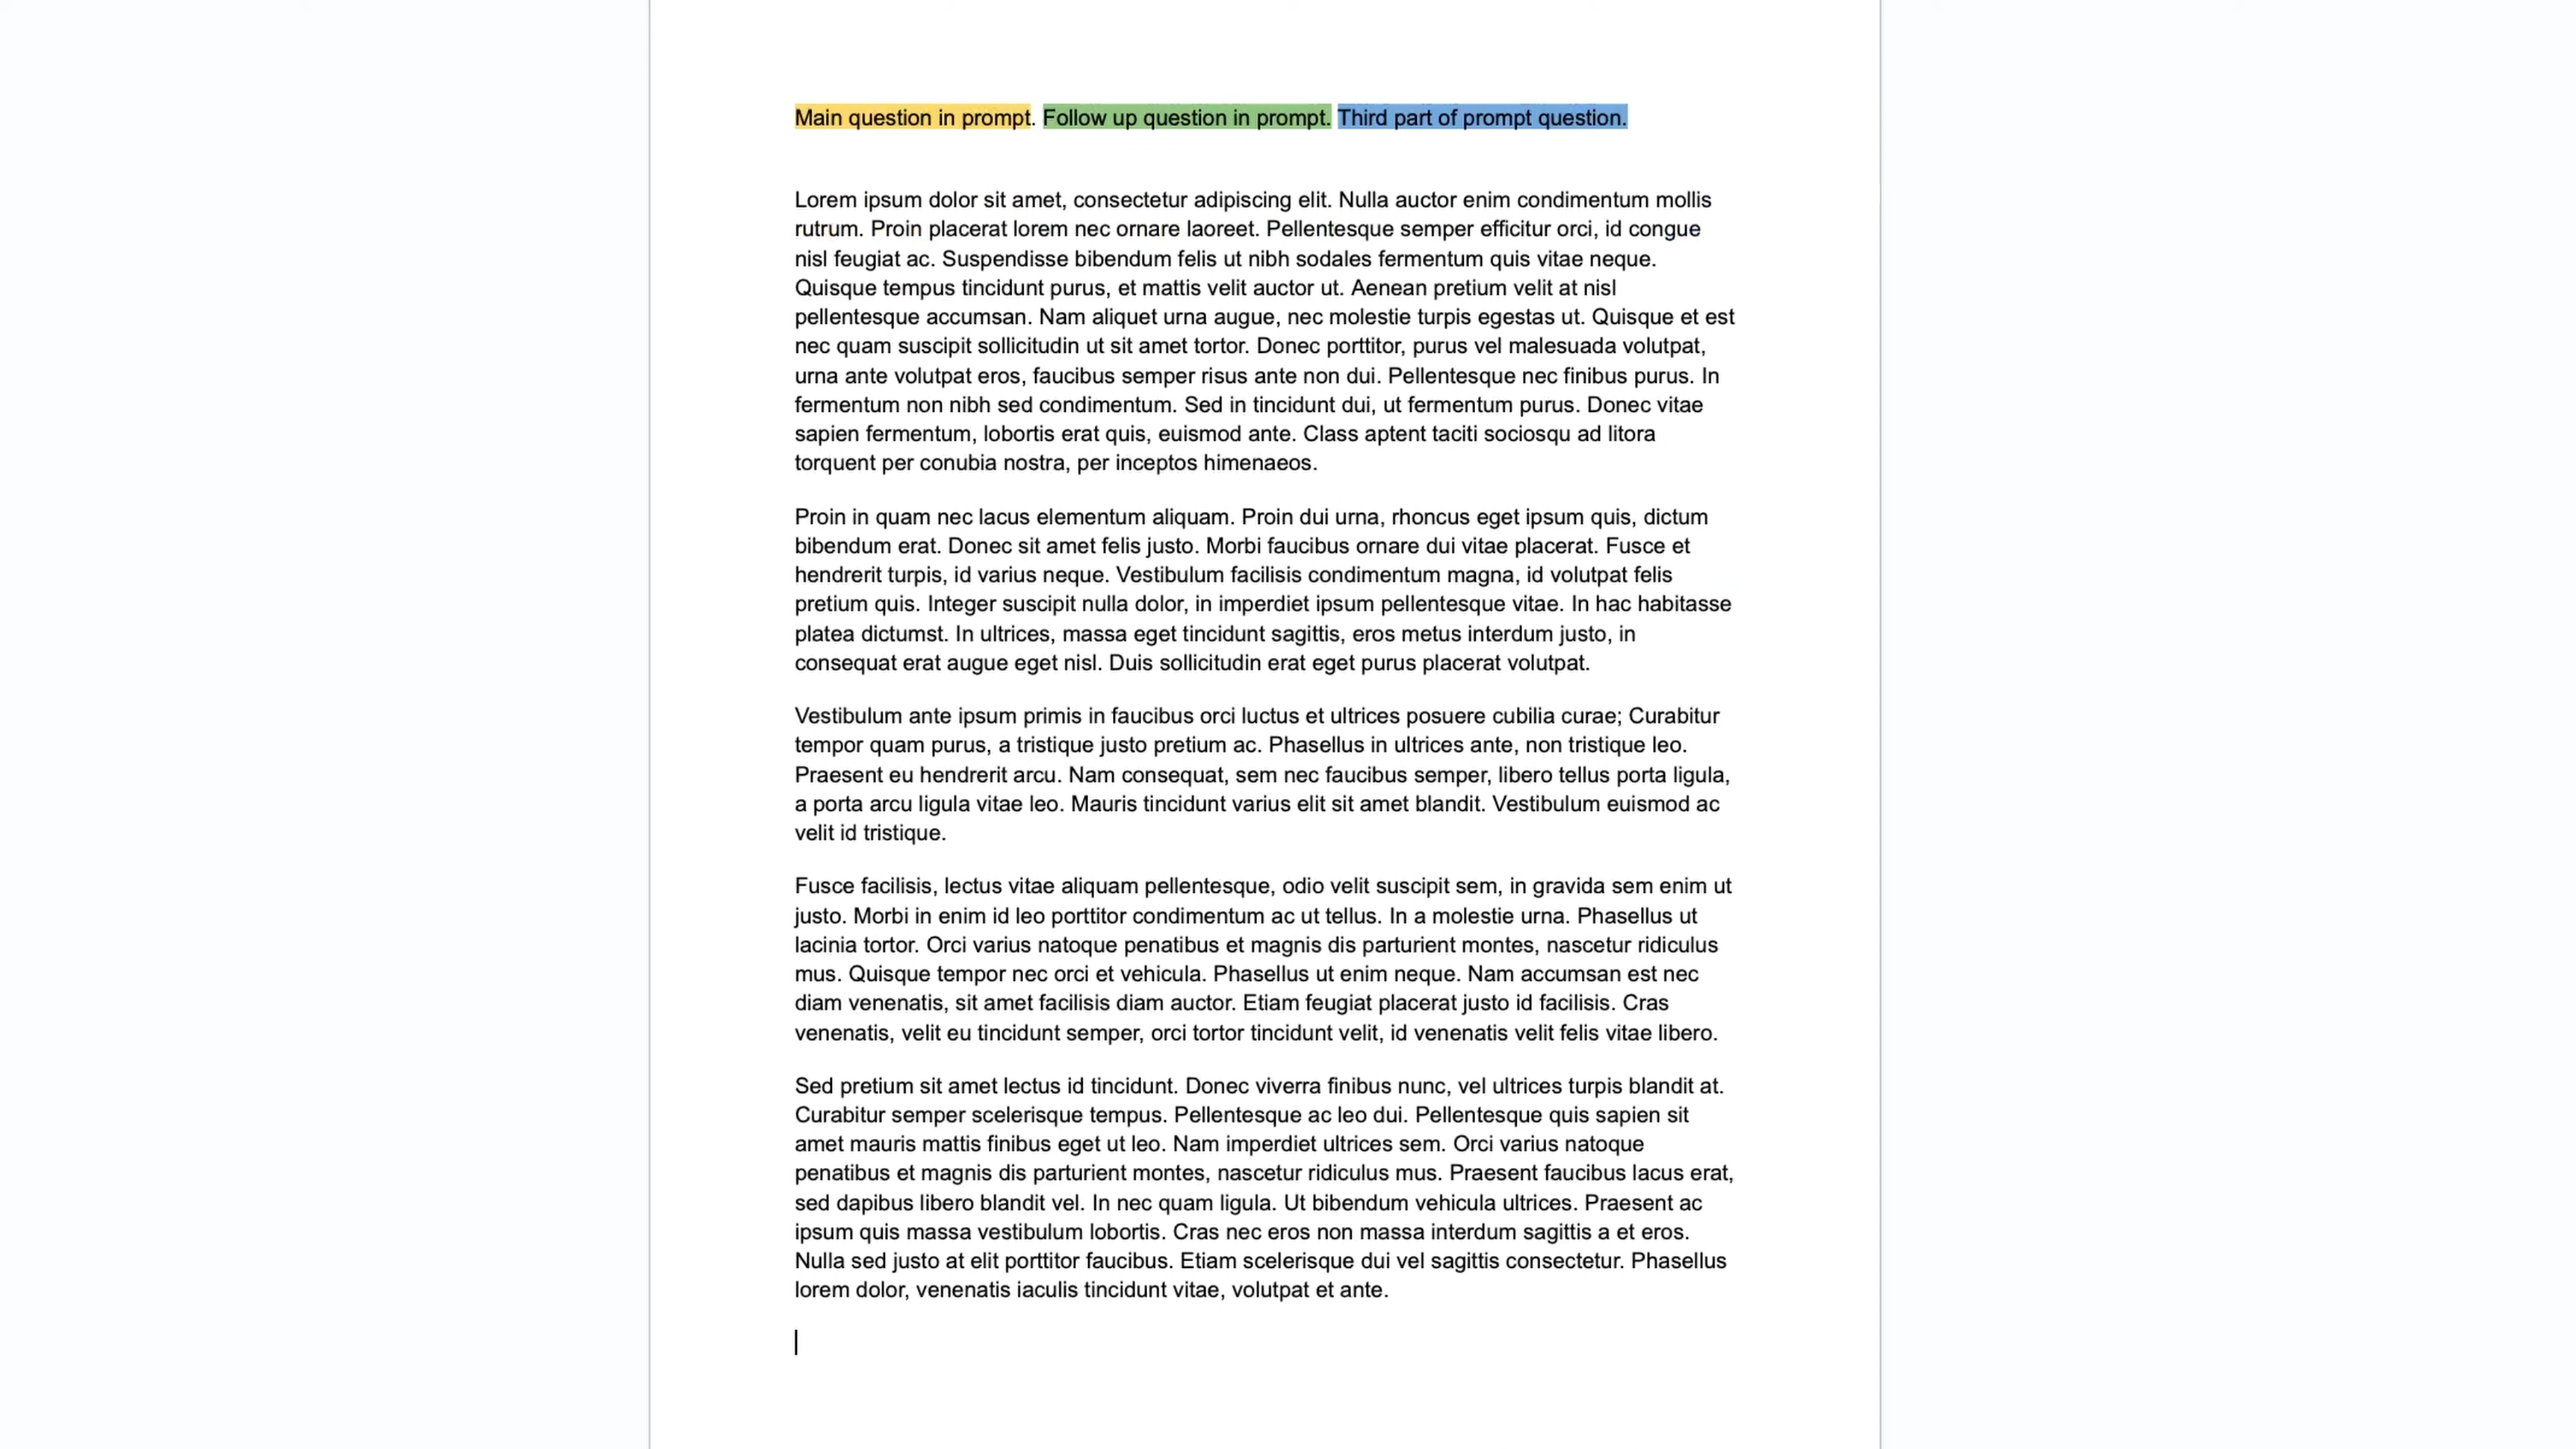 Main question in prompt. Follow up question in prompt. Third part of prompt question.
Lorem ipsum dolor sit amet, consectetur adipiscing elit. Nulla auctor enim condimentum mollis
rutrum. Proin placerat lorem nec ornare laoreet. Pellentesque semper efficitur orci, id congue
nisl feugiat ac. Suspendisse bibendum felis ut nibh sodales fermentum quis vitae neque.
Quisque tempus tincidunt purus, et mattis velit auctor ut. Aenean pretium velit at nisl
pellentesque accumsan. Nam aliquet urna augue, nec molestie turpis egestas ut. Quisque et est
nec quam suscipit sollicitudin ut sit amet tortor. Donec porttitor, purus vel malesuada volutpat,
urna ante volutpat eros, faucibus semper risus ante non dui. Pellentesque nec finibus purus. In
fermentum non nibh sed condimentum. Sed in tincidunt dui, ut fermentum purus. Donec vitae
sapien fermentum, lobortis erat quis, euismod ante. Class aptent taciti sociosqu ad litora
torquent per conubia nostra, per inceptos himenaeos.
Proin in quam nec lacus elementum aliquam. Proin dui urna, rhoncus eget ipsum quis, dictum
bibendum erat. Donec sit amet felis justo. Morbi faucibus ornare dui vitae placerat. Fusce et
hendrerit turpis, id varius neque. Vestibulum facilisis condimentum magna, id volutpat felis
pretium quis. Integer suscipit nulla dolor, in imperdiet ipsum pellentesque vitae. In hac habitasse
platea dictumst. In ultrices, massa eget tincidunt sagittis, eros metus interdum justo, in
consequat erat augue eget nisl. Duis sollicitudin erat eget purus placerat volutpat.
Vestibulum ante ipsum primis in faucibus orci luctus et ultrices posuere cubilia curae; Curabitur
tempor quam purus, a tristique justo pretium ac. Phasellus in ultrices ante, non tristique leo.
Praesent eu hendrerit arcu. Nam consequat, sem nec faucibus semper, libero tellus porta ligula,
a porta arcu ligula vitae leo. Mauris tincidunt varius elit sit amet blandit. Vestibulum euismod ac
velit id tristique.
Fusce facilisis, lectus vitae aliquam pellentesque, odio velit suscipit sem, in gravida sem enim ut
justo. Morbi in enim id leo porttitor condimentum ac ut tellus. In a molestie urna. Phasellus ut
lacinia tortor. Orci varius natoque penatibus et magnis dis parturient montes, nascetur ridiculus
mus. Quisque tempor nec orci et vehicula. Phasellus ut enim neque. Nam accumsan est nec
diam venenatis, sit amet facilisis diam auctor. Etiam feugiat placerat justo id facilisis. Cras
venenatis, velit eu tincidunt semper, orci tortor tincidunt velit, id venenatis velit felis vitae libero.
Sed pretium sit amet lectus id tincidunt. Donec viverra finibus nunc, vel ultrices turpis blandit at.
Curabitur semper scelerisque tempus. Pellentesque ac leo dui. Pellentesque quis sapien sit
amet mauris mattis finibus eget ut leo. Nam imperdiet ultrices sem. Orci varius natoque
penatibus et magnis dis parturient montes, nascetur ridiculus mus. Praesent faucibus lacus erat,
sed dapibus libero blandit vel. In nec quam ligula. Ut bibendum vehicula ultrices. Praesent ac
ipsum quis massa vestibulum lobortis. Cras nec eros non massa interdum sagittis a et eros.
Nulla sed justo at elit porttitor faucibus. Etiam scelerisque dui vel sagittis consectetur. Phasellus
lorem dolor, venenatis iaculis tincidunt vitae, volutpat et ante.